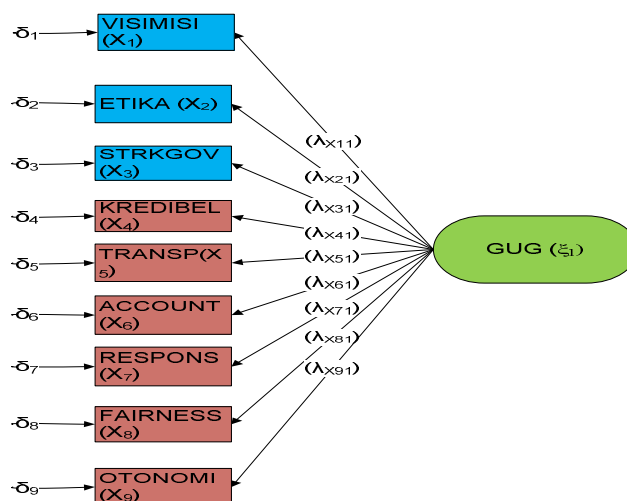 δ1
VISIMISI
(X1)
δ2
ETIKA (X2)
δ3
STRKGOV
(X3)
δ4
KREDIBEL
(X4)
δ5
TRANSP(X
5)
δ6
ACCOUNT
(X6)
δ7
RESPONS
(X7)
δ8
FAIRNESS
(X8)
δ9
OTONOMI
(X9)
(λX11)
(λX21)
(λX31)
(λX41)
(λX51)
(λX61)
(λX71)
(λX81)
(λX91)
GUG (ξ1)